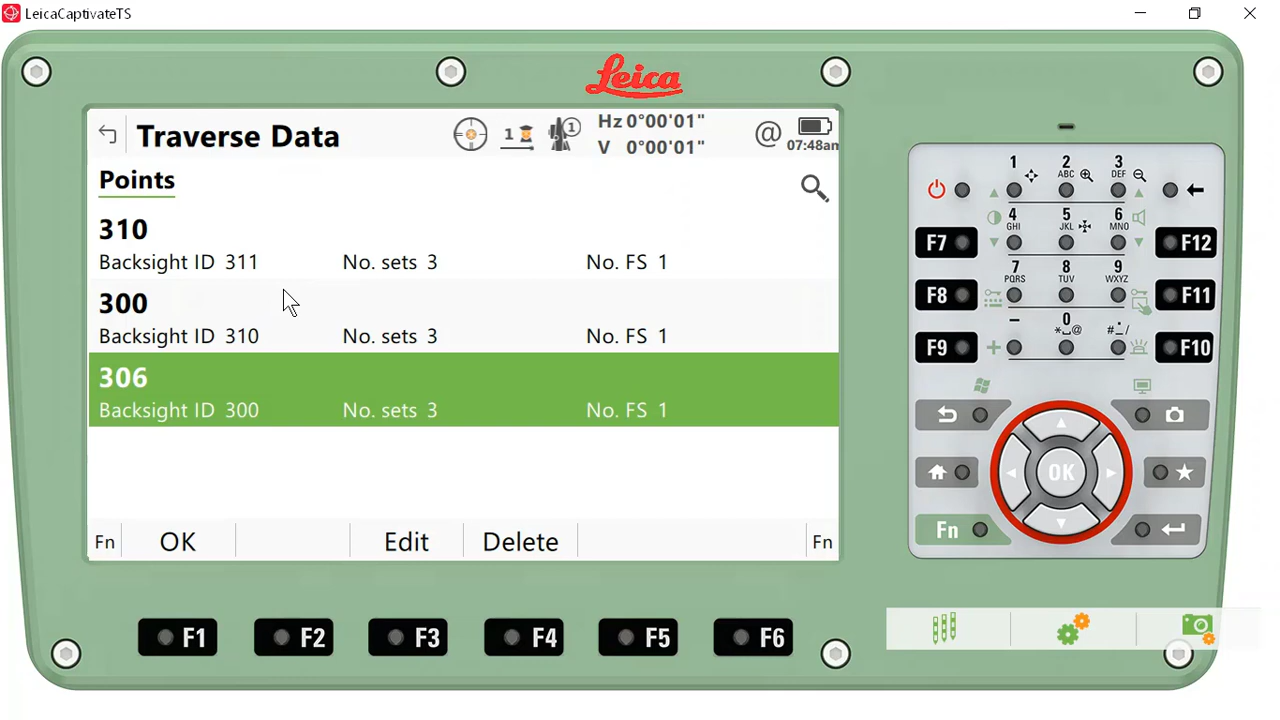 LeicaCaptivateTS
Leica
Traverse Data
1
1
Hz 0°00'01"
V 0°00'01"
@
07:48am
Points
310
Backsight ID 311 No. sets 3 No. FS 1
300
Backsight ID 310 No. sets 3 No. FS 1
306
Backsight ID 300 No. sets 3 No. FS 1
Fn OK Edit Delete Fn
F1 F2 F3 F4 F5 F6
1 2 ABC 3 DEF
4 GHI 5 JKL 6 MNO
F7 F12
7 PQRS 8 TUV 9 WXYZ
F8 F11
- 0 *_@ #./
F9 + F10
OK
Fn